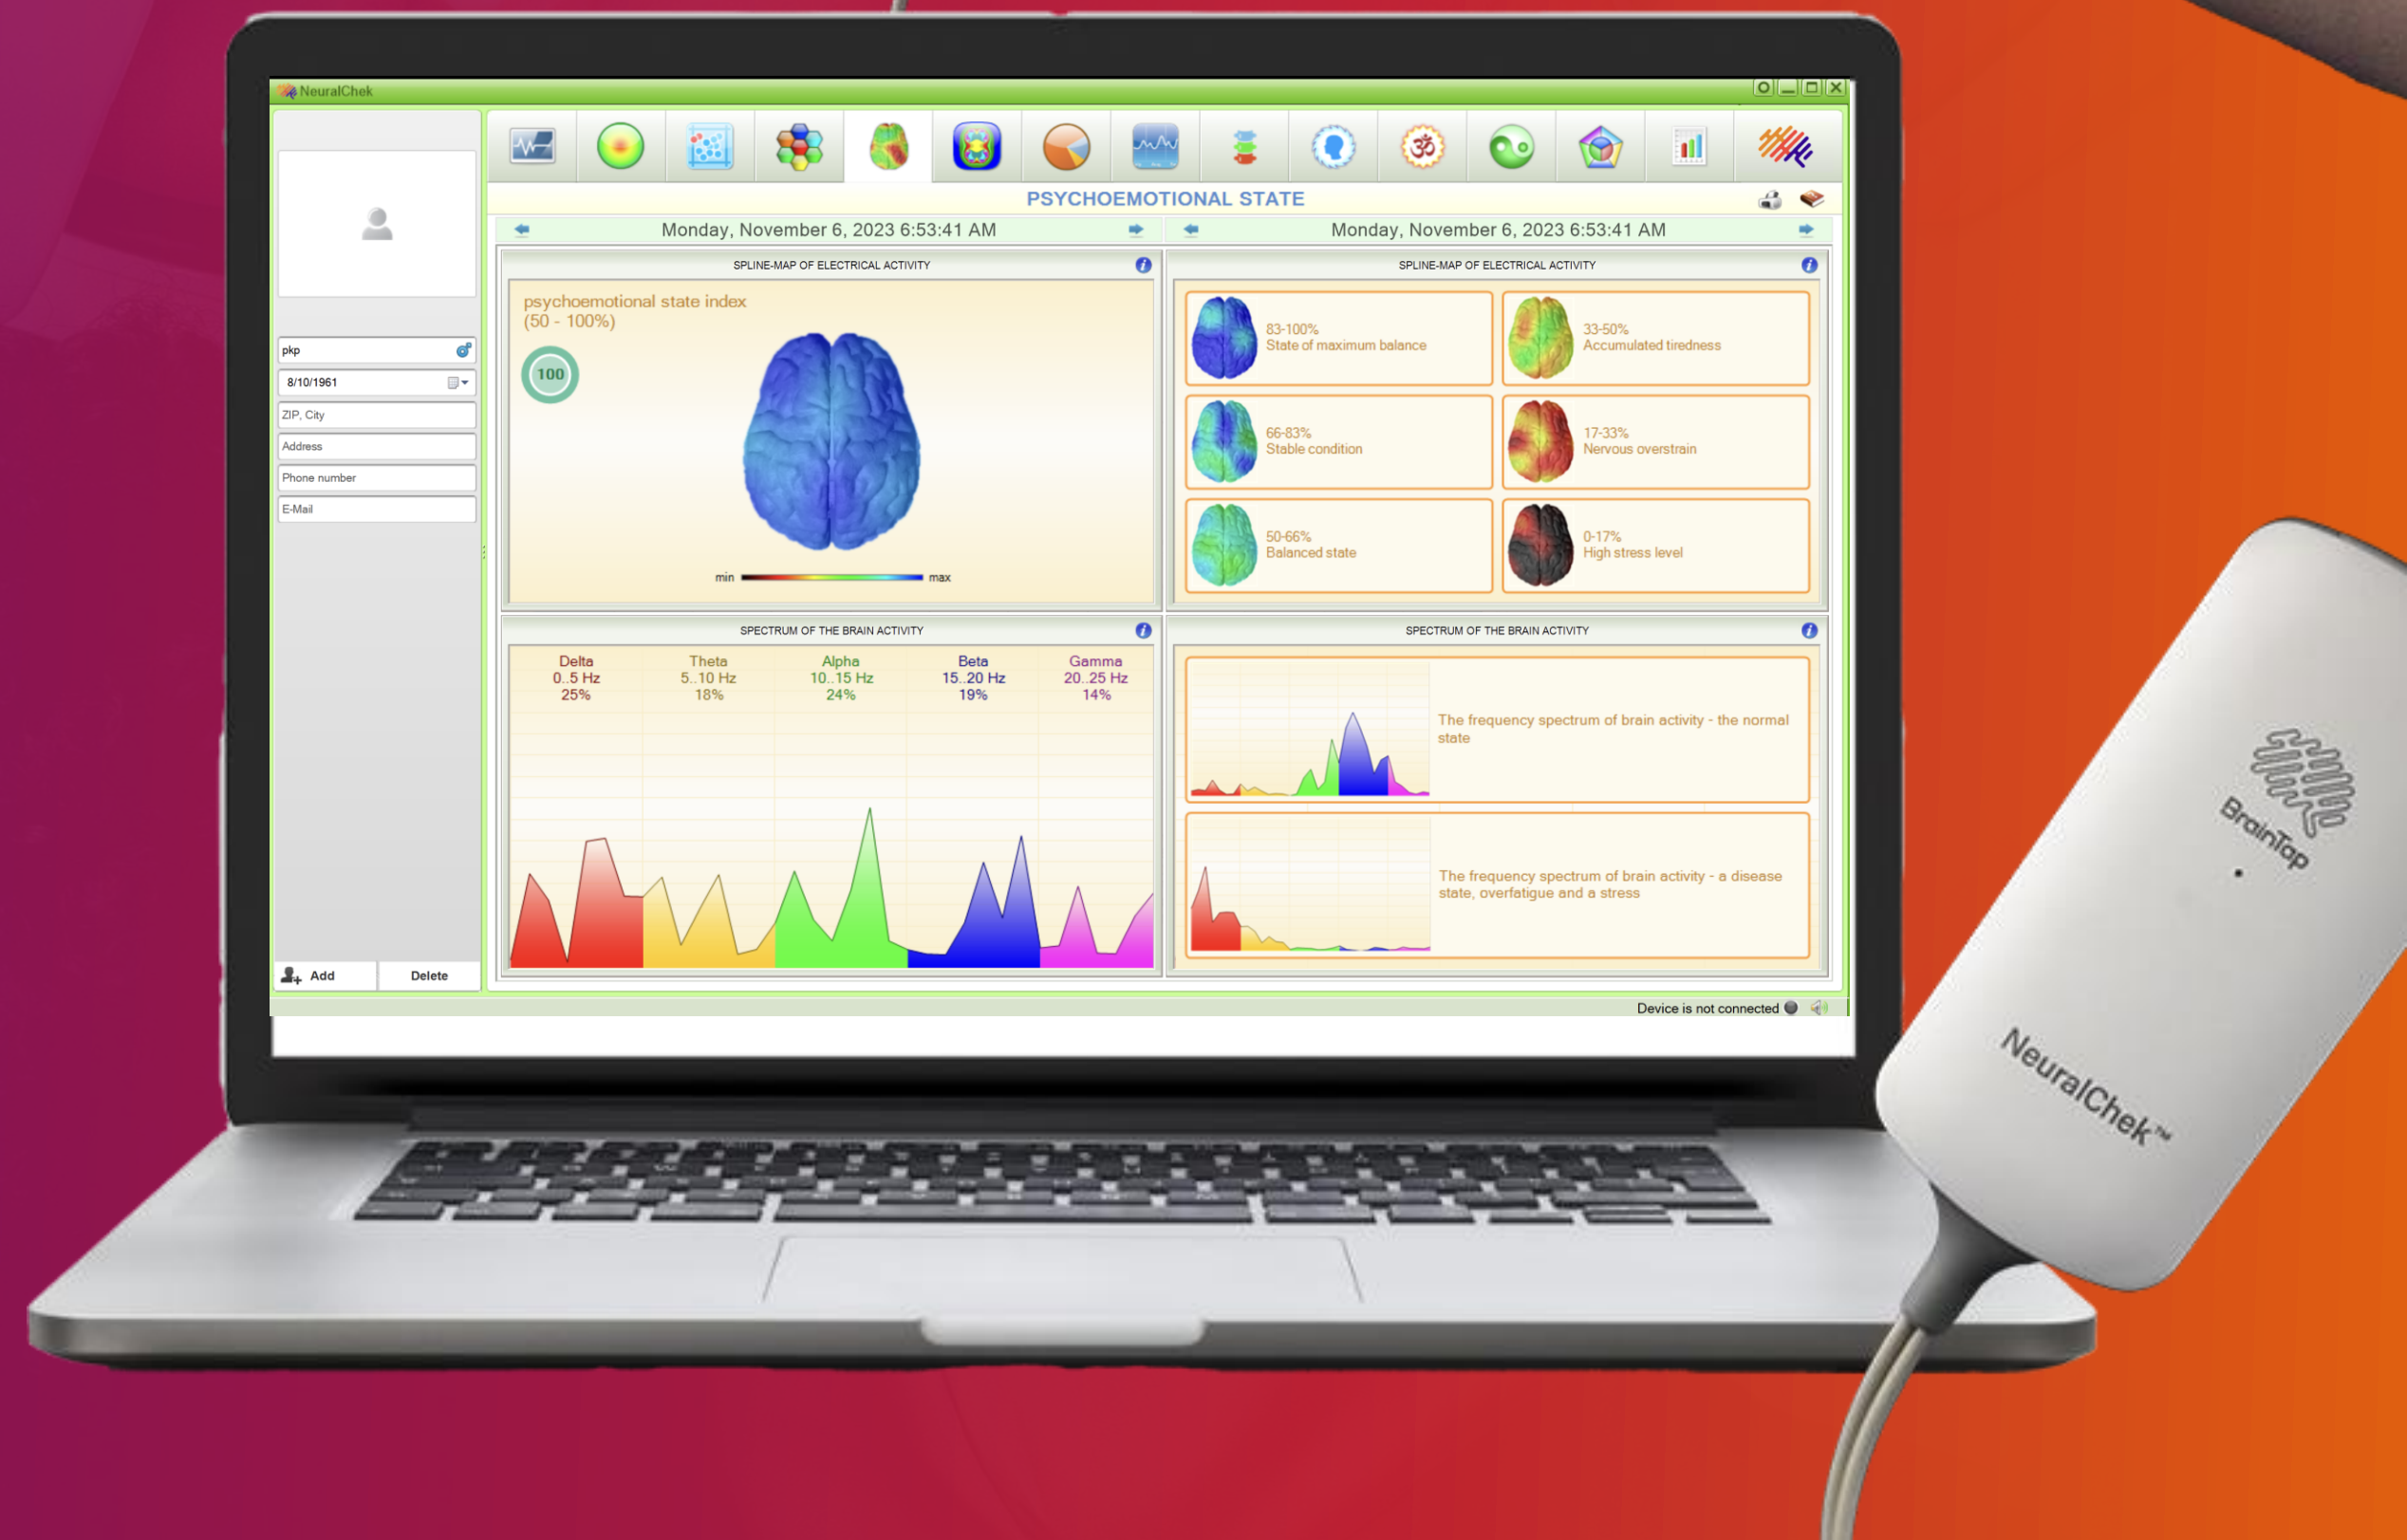 NeuralChek
PSYCHOEMOTIONAL STATE
Monday, November 6, 2023 6:53:41 AM
Monday, November 6, 2023 6:53:41 AM
pkp
8/10/1961
ZIP, City
Address
Phone number
E-Mail
Add
Delete
SPLINE-MAP OF ELECTRICAL ACTIVITY
psychoemotional state index
(50 - 100%)
100
min
max
SPLINE-MAP OF ELECTRICAL ACTIVITY
83-100%
State of maximum balance
33-50%
Accumulated tiredness
66-83%
Stable condition
17-33%
Nervous overstrain
50-66%
Balanced state
0-17%
High stress level
SPECTRUM OF THE BRAIN ACTIVITY
Delta
0..5 Hz
25%
Theta
5..10 Hz
18%
Alpha
10..15 Hz
24%
Beta
15..20 Hz
19%
Gamma
20..25 Hz
14%
SPECTRUM OF THE BRAIN ACTIVITY
The frequency spectrum of brain activity - the normal
state
The frequency spectrum of brain activity - a disease
state, overfatigue and a stress
Device is not connected
BrainTap
NeuralChek™